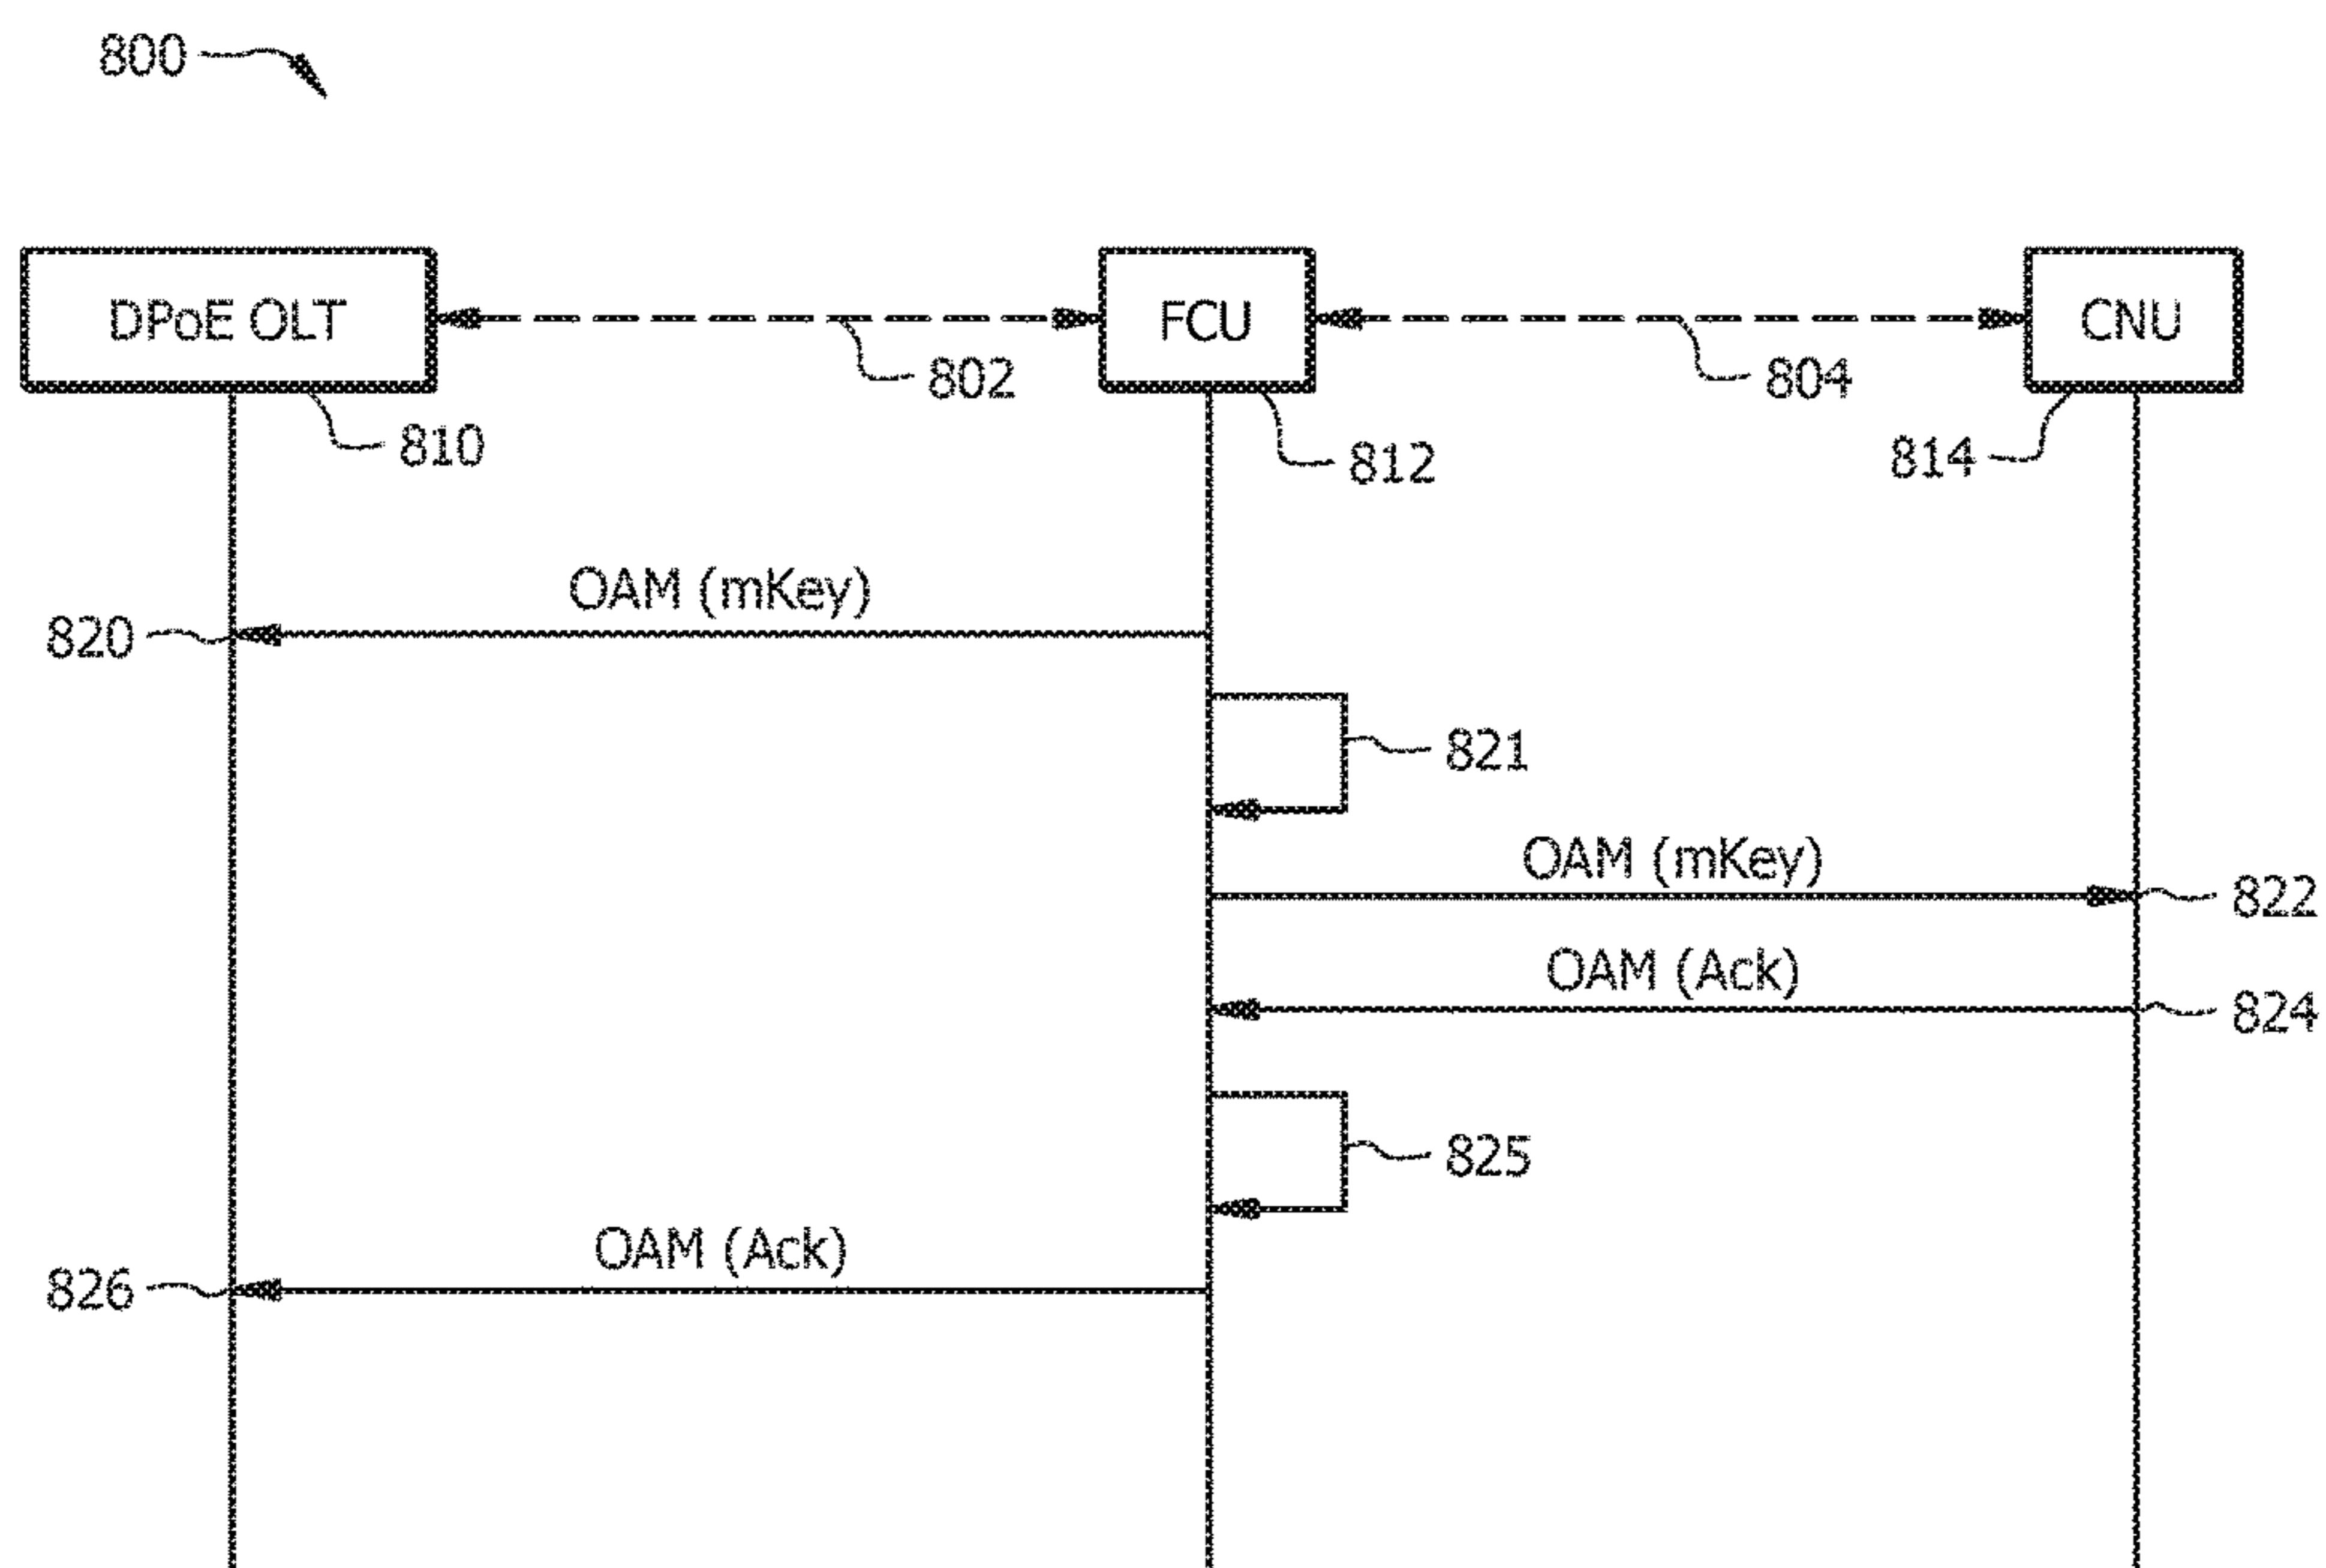 800
DPoE OLT
FCU
CNU
802
804
810
812
814
OAM (mKey)
820
821
OAM (mKey)
822
OAM (Ack)
824
825
OAM (Ack)
826